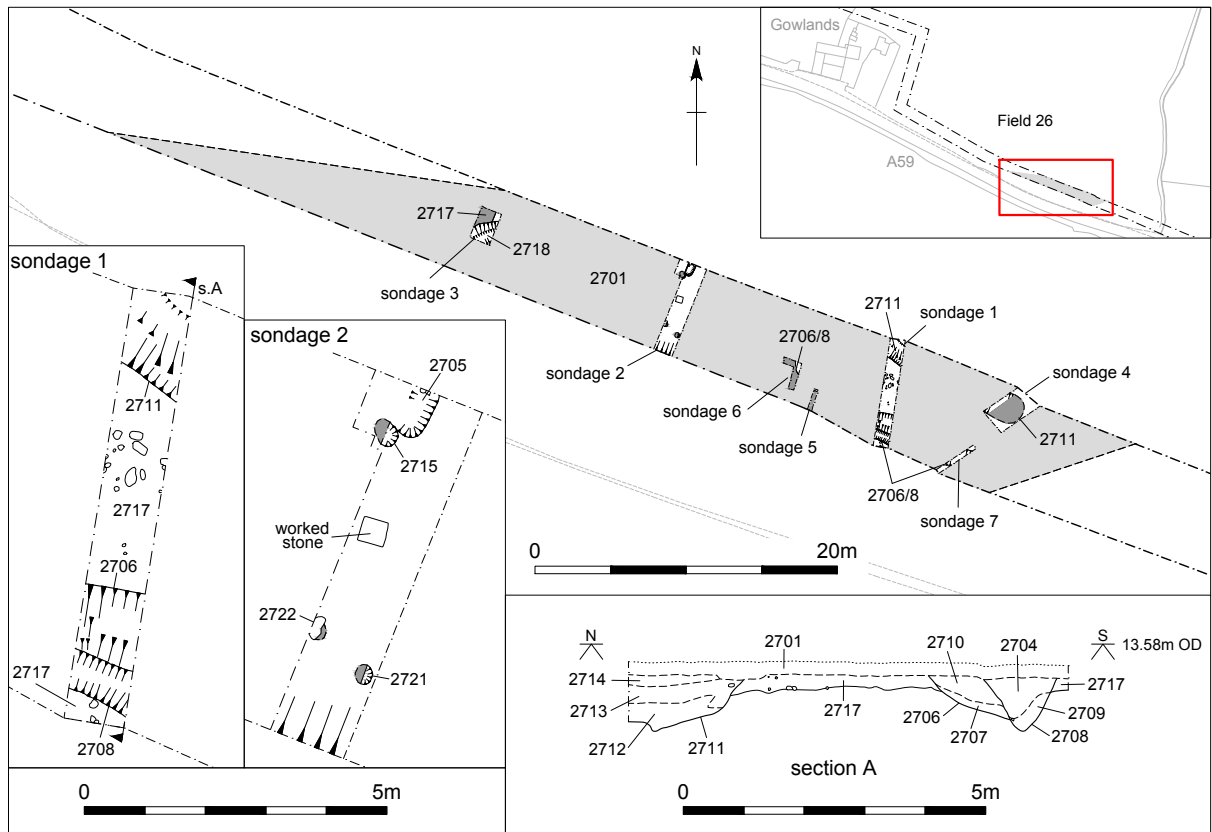 Gowlands
Field 26
A59
N
2717
2718
sondage 3
2701
sondage 2
2706/8
sondage 6
sondage 5
2711
sondage 1
sondage 4
2711
2706/8
sondage 7
0 20m
sondage 1
s.A
2711
2717
2706
2717
2708
0 5m
sondage 2
2705
2715
worked
stone
2722
2721
N
2701
2710
2704
S
13.58m OD
2714
2717
2713
2717
2706
2709
2712
2711
2707
2708
section A
0 5m